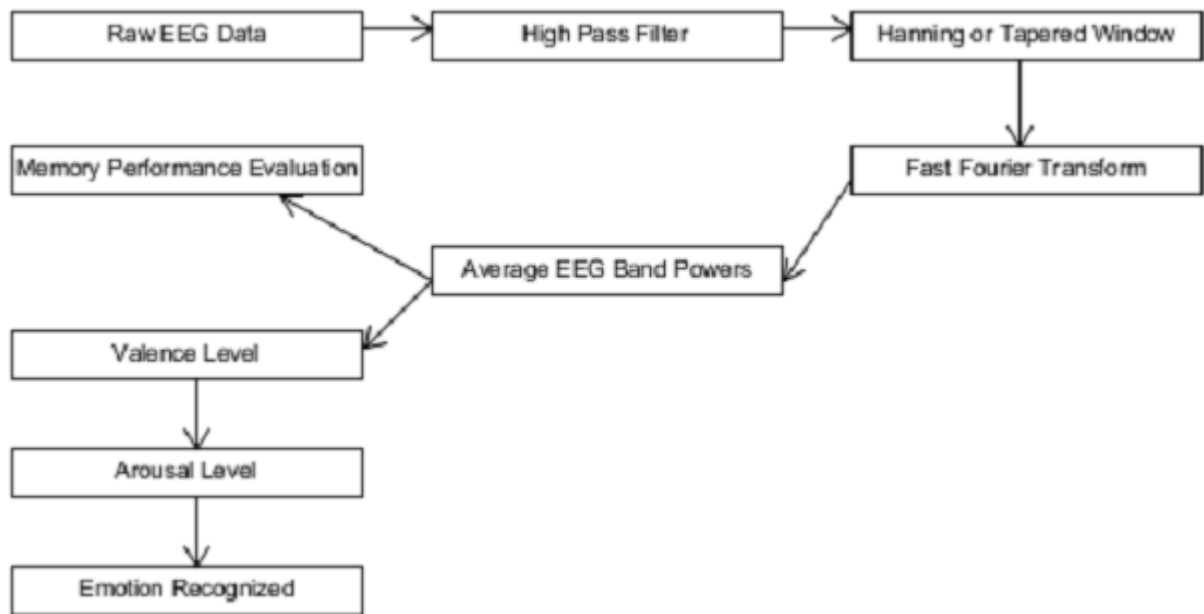 Raw EEG Data
High Pass Filter
Hanning or Tapered Window
Memory Performance Evaluation
Fast Fourier Transform
Average EEG Band Powers
Valence Level
Arousal Level
Emotion Recognized